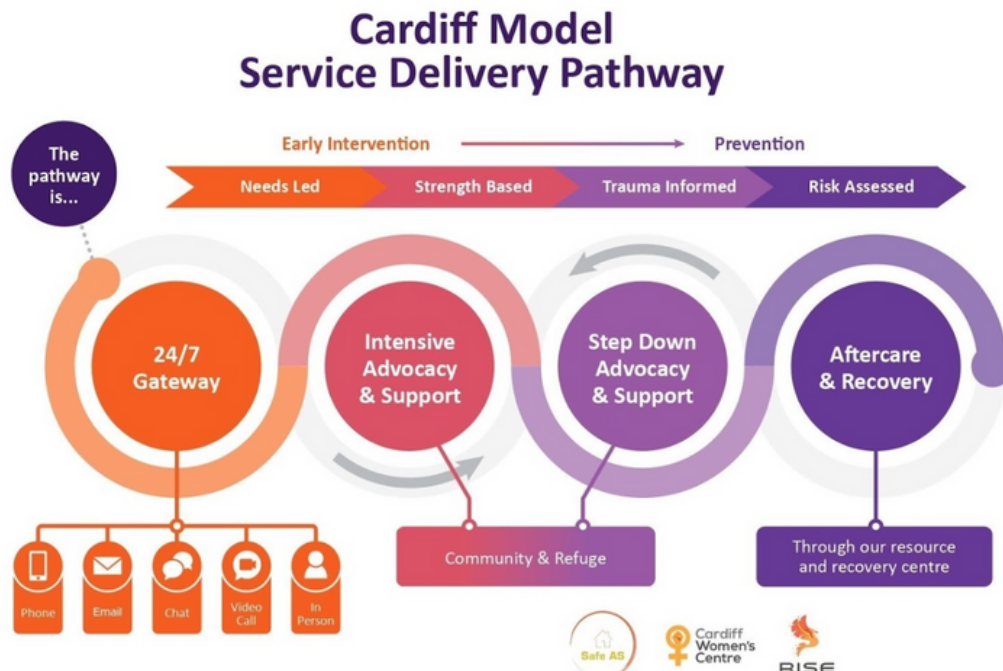 Cardiff Model
Service Delivery Pathway
The
pathway
is...
Early Intervention
Prevention
Needs Led
Strength Based
Trauma Informed
Risk Assessed
24/7
Gateway
Intensive
Advocacy
& Support
Step Down
Advocacy
& Support
Aftercare
& Recovery
Phone
Email
Chat
Video
Call
In
Person
Community & Refuge
Through our resource
and recovery centre
Safe AS
Cardiff
Women's
Centre
RISE